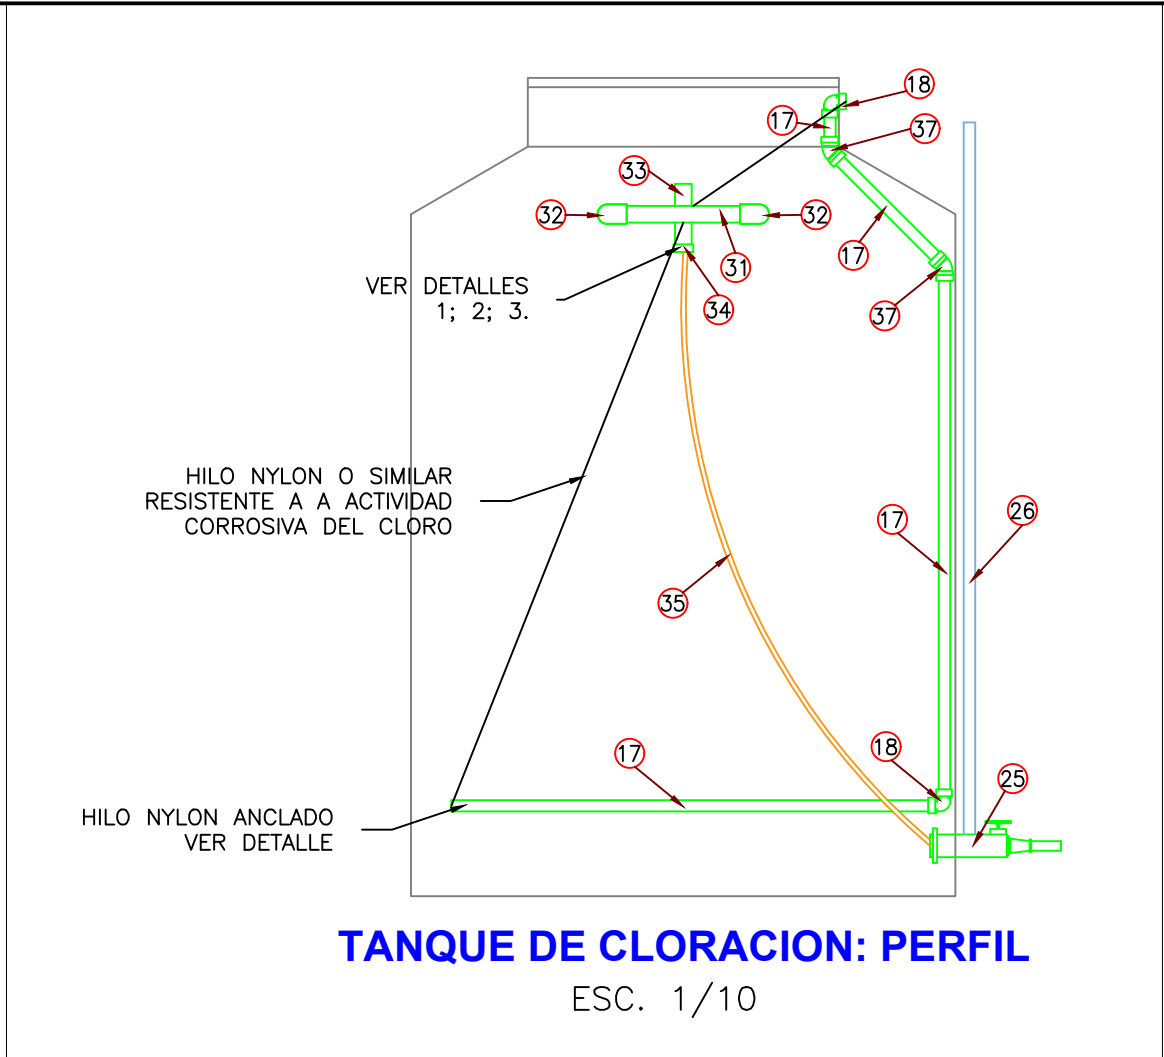 18
17
37
33
32
32
17
31
VER DETALLES
1; 2; 3.
34
37
HILO NYLON O SIMILAR
RESISTENTE A A ACTIVIDAD
CORROSIVA DEL CLORO
17
26
35
17
18
25
HILO NYLON ANCLADO
VER DETALLE
TANQUE DE CLORACION: PERFIL
ESC. 1/10